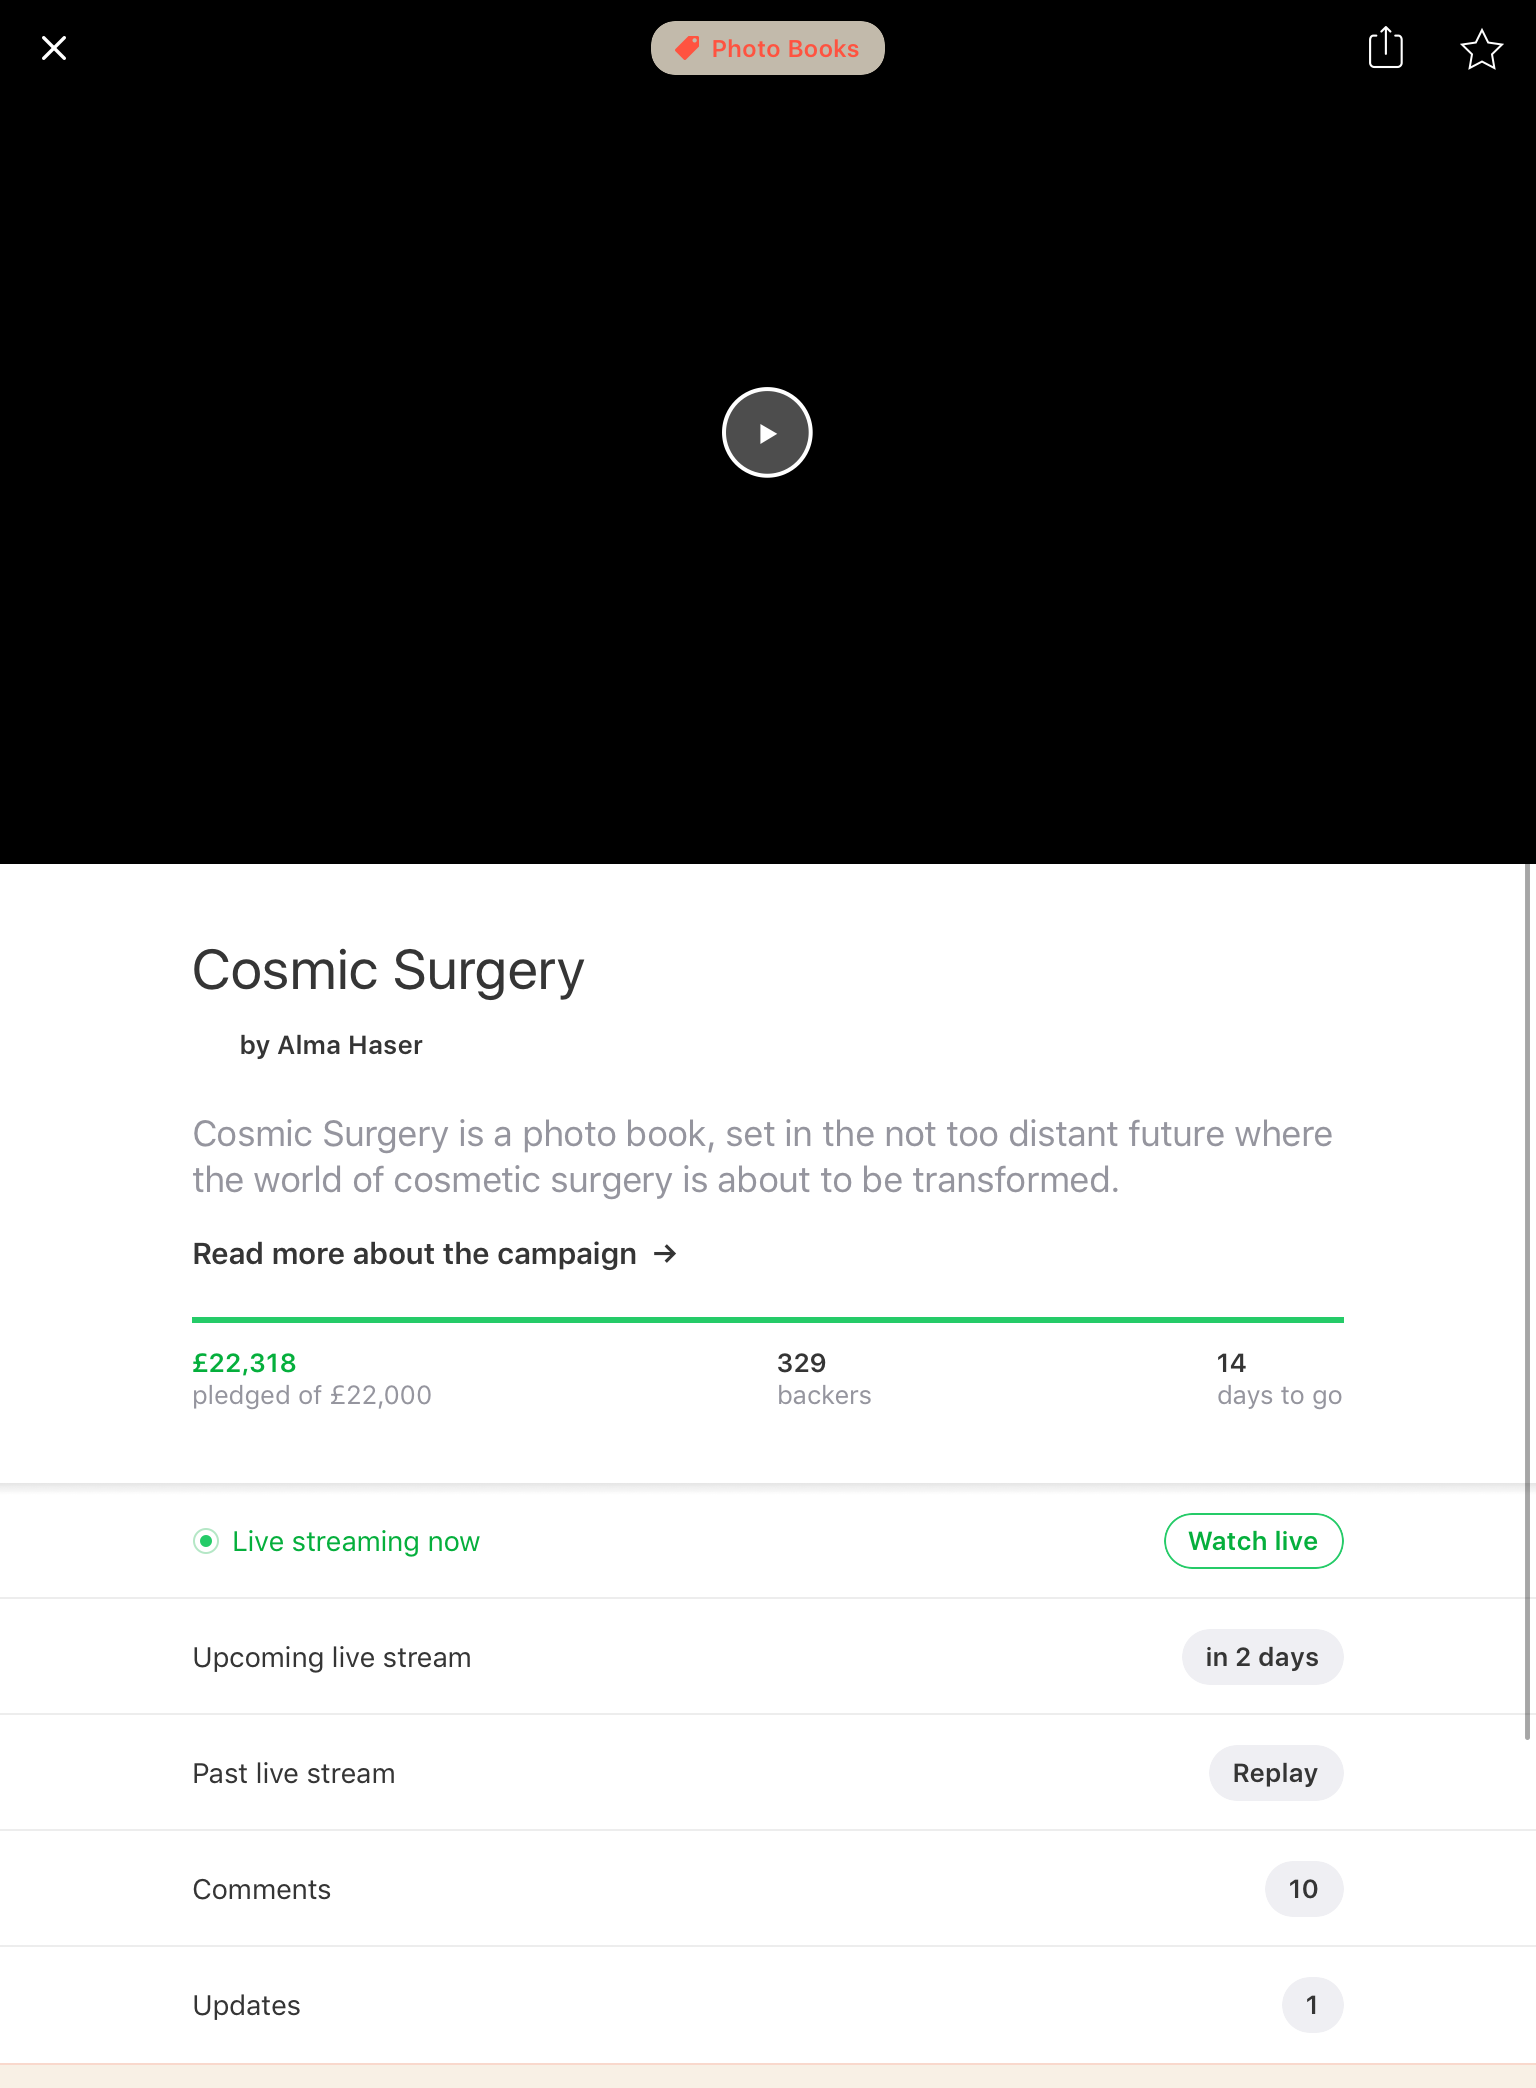 Photo Books
Cosmic Surgery
by Alma Haser
Cosmic Surgery is a photo book, set in the not too distant future where
the world of cosmetic surgery is about to be transformed.
Read more about the campaign →
£22,318
pledged of £22,000
329
backers
14
days to go
Live streaming now
Watch live
Upcoming live stream
in 2 days
Past live stream
Replay
Comments
10
Updates
1